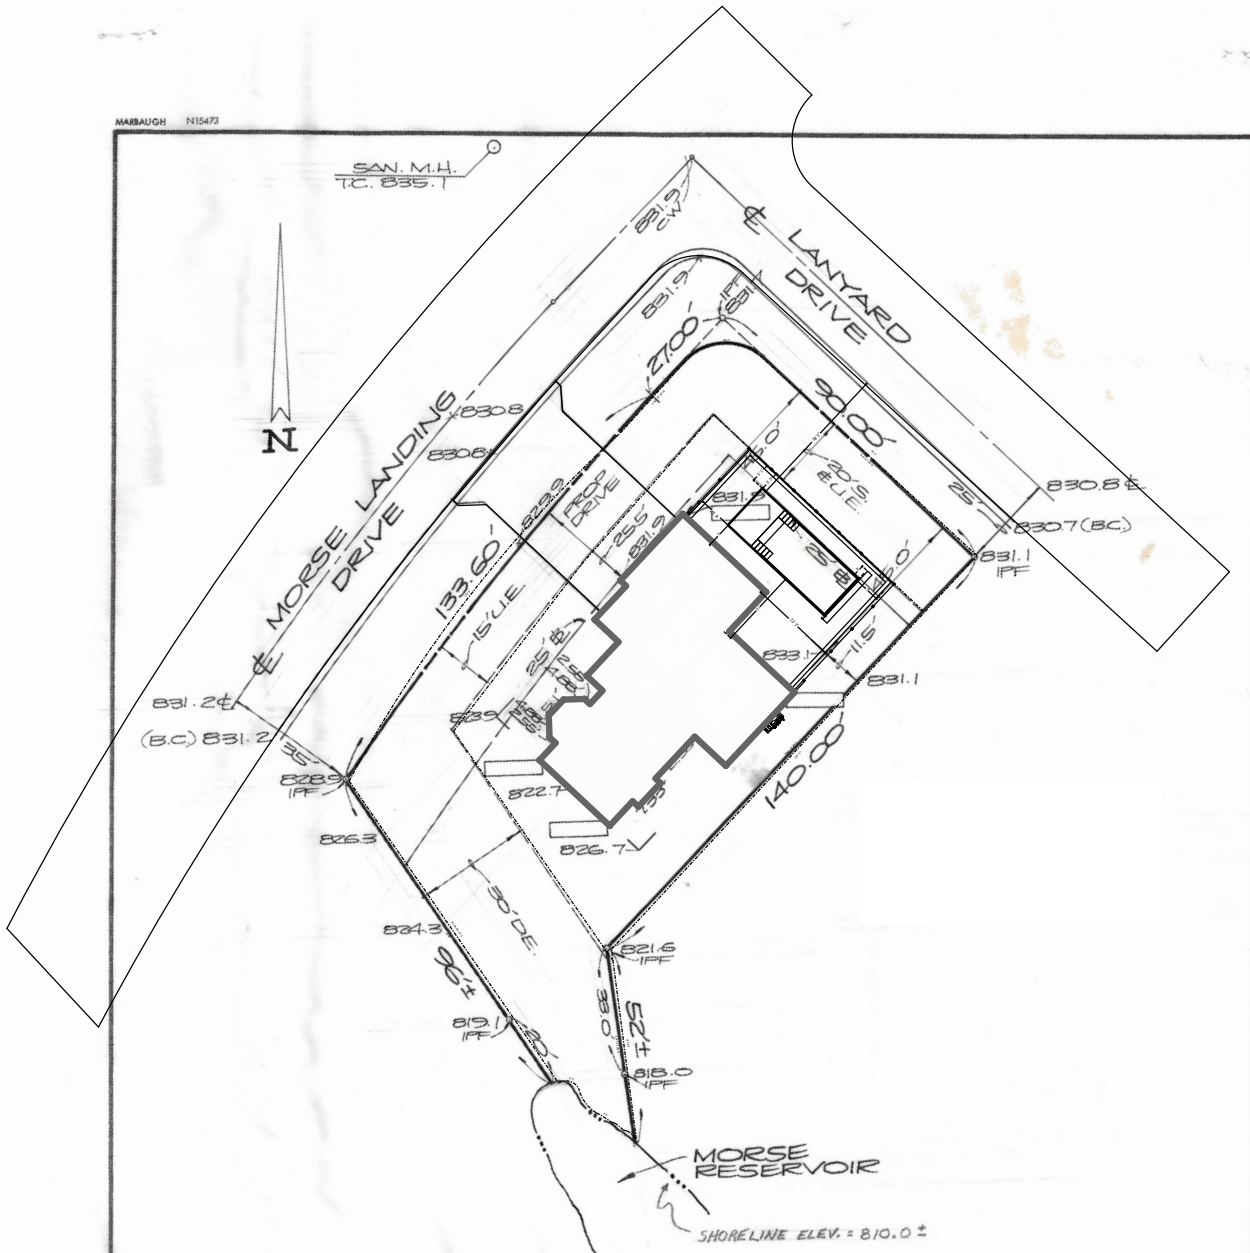 MARBAUGH N15473
SAN. M.H.
T.C. 835.1
831.9
CW
℄ LANYARD
DRIVE
831.9
IPF
27.00'
90.00'
℄ MORSE LANDING
DRIVE
830.8
830.8
N
829.9
PROP
DRIVE
25.5
831.9
20' S.
& U.E.
25'
830.8 ℄
830.7 (B.C.)
831.1
IPF
133.60'
15' U.E.
25' B
25' B
11.5'
833.1
831.1
831.2 ℄
(B.C.) 831.2
35'
828.9
IPF
822.7
826.3
826.7
140.00'
30' D.E.
824.3
96'±
821.6
IPF
33.0'
52'±
819.1
IPF
20'
818.0
IPF
MORSE
RESERVOIR
SHORELINE ELEV. = 810.0 ±